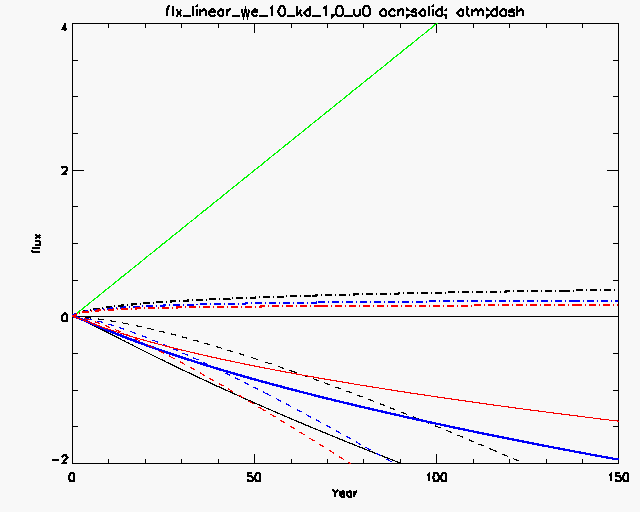 flx_linear_we_10_kd_1,0_u0 ocn;solid; atm;dash
4
2
0
-2
flux
0
50
100
150
Year